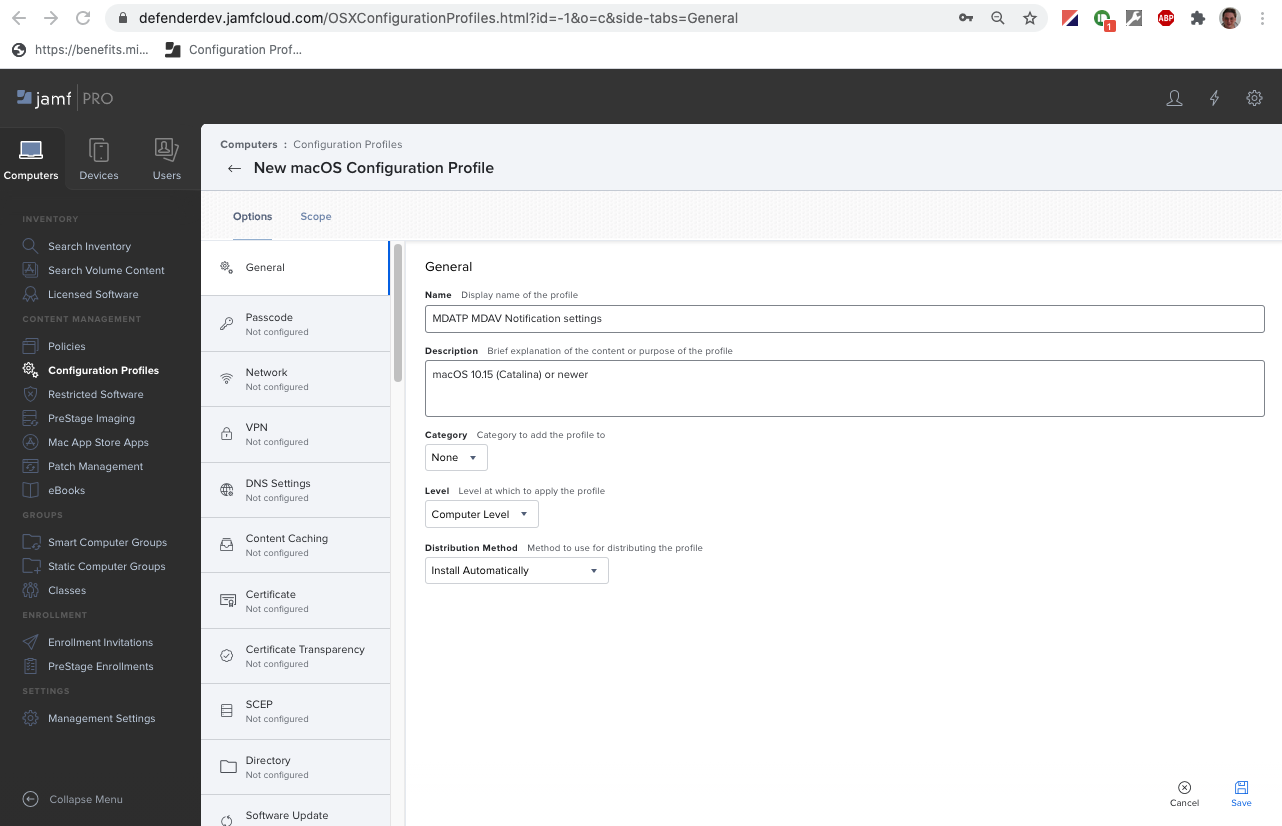 defenderdev.jamfcloud.com/OSXConfigurationProfiles.html?id=-1&o=c&side-tabs=General
1
ABP
https://benefits.mi...
Configuration Prof...
jamf PRO
Computers
Devices
Users
INVENTORY
Search Inventory
Search Volume Content
Licensed Software
CONTENT MANAGEMENT
Policies
Configuration Profiles
Restricted Software
PreStage Imaging
Mac App Store Apps
Patch Management
eBooks
GROUPS
Smart Computer Groups
Static Computer Groups
Classes
ENROLLMENT
Enrollment Invitations
PreStage Enrollments
SETTINGS
Management Settings
Collapse Menu
Computers : Configuration Profiles
← New macOS Configuration Profile
Options
Scope
General
Passcode
Not configured
Network
Not configured
VPN
Not configured
DNS Settings
Not configured
Content Caching
Not configured
Certificate
Not configured
Certificate Transparency
Not configured
SCEP
Not configured
Directory
Not configured
Software Update
General
Name Display name of the profile
MDATP MDAV Notification settings
Description Brief explanation of the content or purpose of the profile
macOS 10.15 (Catalina) or newer
Category Category to add the profile to
None
Level Level at which to apply the profile
Computer Level
Distribution Method Method to use for distributing the profile
Install Automatically
Cancel
Save